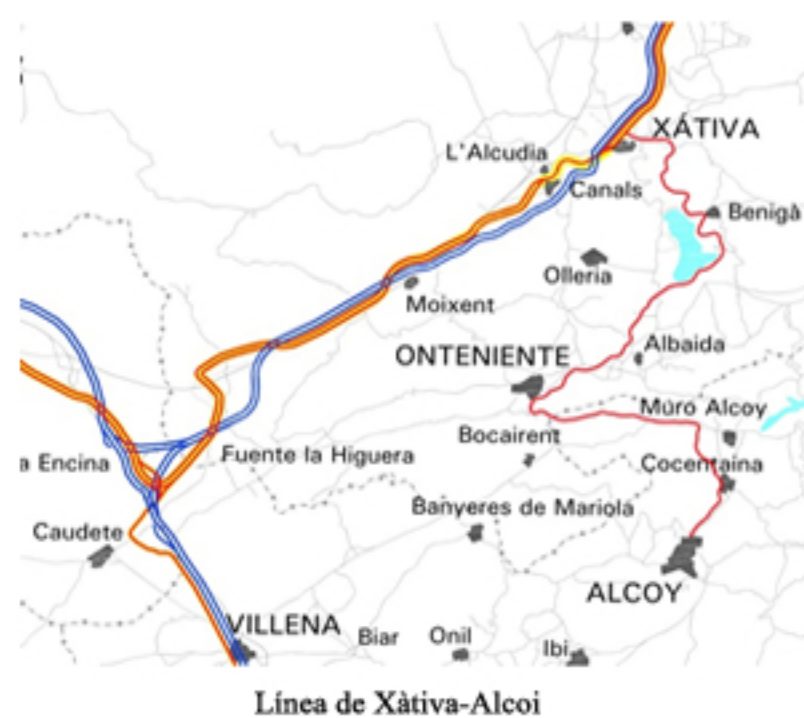 XÁTIVA
L'Alcudia
Canals
Benigà
Olleria
Moixent
Albaida
ONTENIENTE
Múro Alcoy
Bocairent
Fuente la Higuera
a Encina
Cocentaina
Banyeres de Mariola
Caudete
ALCOY
VILLENA
Biar
Onil
Ibi
Línea de Xàtiva-Alcoi